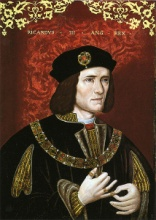 RICARDVS · III · ANG · REX